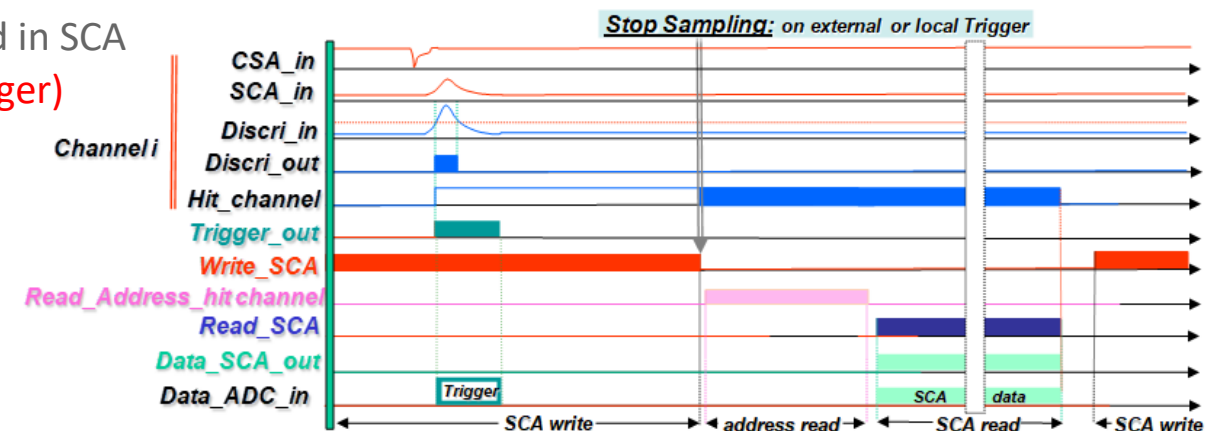 Stop Sampling: on external or local Trigger
d in SCA
ger)
Channel i
CSA_in
SCA_in
Discri_in
Discri_out
Hit_channel
Trigger_out
Write_SCA
Read_Address_hit channel
Read_SCA
Data_SCA_out
Data_ADC_in
Trigger
SCA data
SCA write
address read
SCA read
SCA write